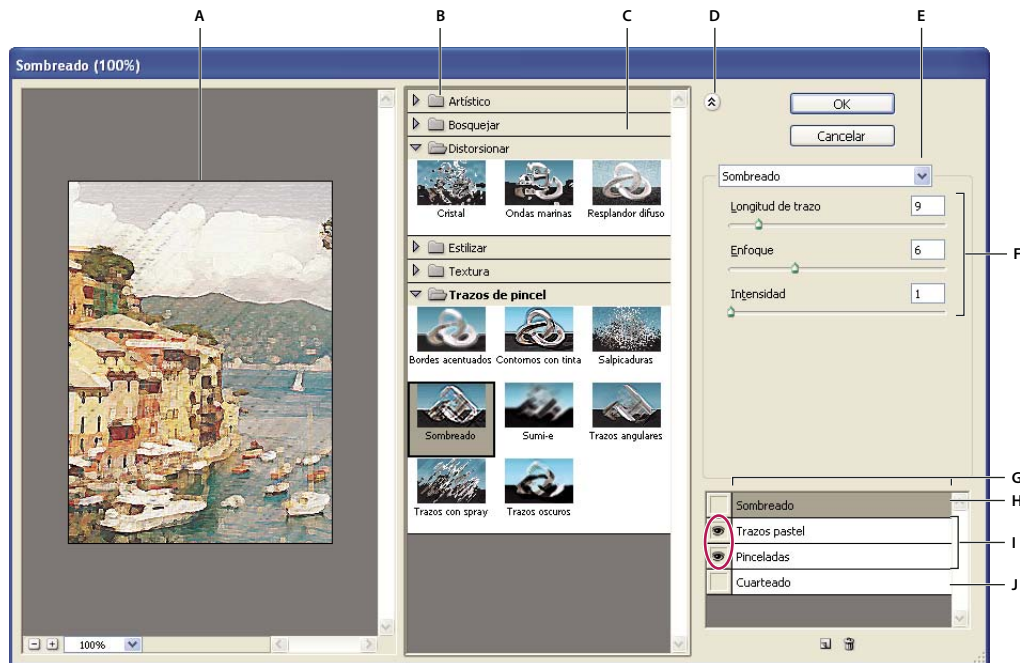 A B C D E
Sombreado (100%)
Artístico
Bosquejar
Distorsionar
Cristal Ondas marinas Resplandor difuso
Estilizar
Textura
Trazos de pincel
Bordes acentuados Contornos con tinta Salpicaduras
Sombreado Sumi-e Trazos angulares
Trazos con spray Trazos oscuros
OK
Cancelar
Sombreado
Longitud de trazo 9
Enfoque 6
Intensidad 1
F
G
H
Sombreado
Trazos pastel
I
Pinceladas
Cuarteado
J
100%